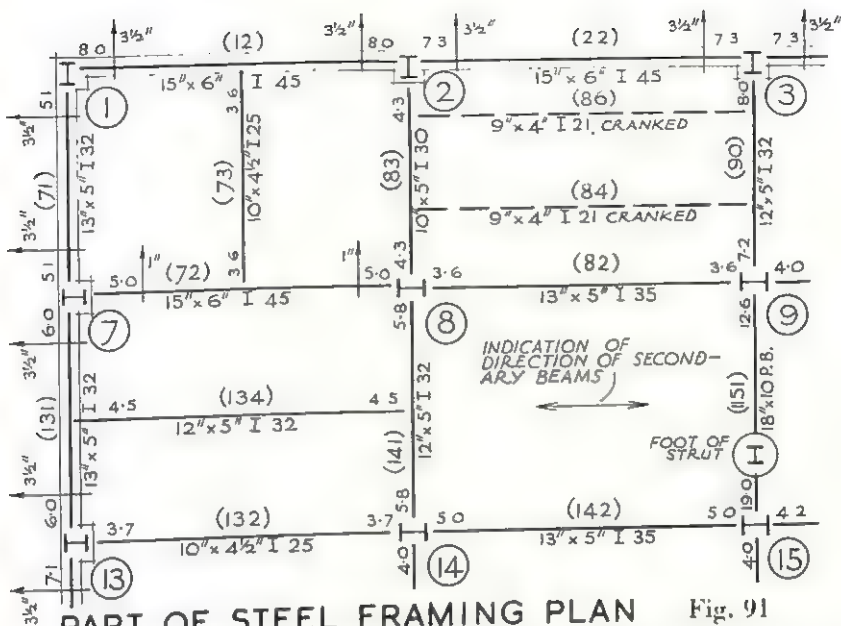 3½" 3½" 3½" 3½" 3½" 3½"
8.0 (12) 8.0 7.3 (22) 7.3 7.3
15" x 6" I 45
15" x 6" I 45
1 2 3
5.1
3½"
(71)
13" x 5" I 32
3½"
5.1
3.6
(73)
10" x 4½" I 25
3.6
4.3
(83)
10" x 5" I 30
4.3
(86)
9" x 4" I 21 CRANKED
(84)
9" x 4" I 21 CRANKED
8.0
(90)
12" x 5" I 32
7.2
5.0 1" (72) 1" 5.0
15" x 6" I 45
3.6 (82) 3.6 4.0
13" x 5" I 35
7 8 9
6.0
3½"
(131)
13" x 5" I 32
3½"
6.0
4.5 (134) 4.5
12" x 5" I 32
5.8
(141)
12" x 5" I 32
5.8
INDICATION OF
DIRECTION OF SECOND-
ARY BEAMS
12.6
(151)
18" x 10 P.B.
FOOT OF
STRUT
I
19.0
3.7 (132) 3.7
10" x 4½" I 25
5.0 (142) 5.0 4.2
13" x 5" I 35
13 14 15
7.1
3½"
4.0
4.0
PART OF STEEL FRAMING PLAN Fig. 91